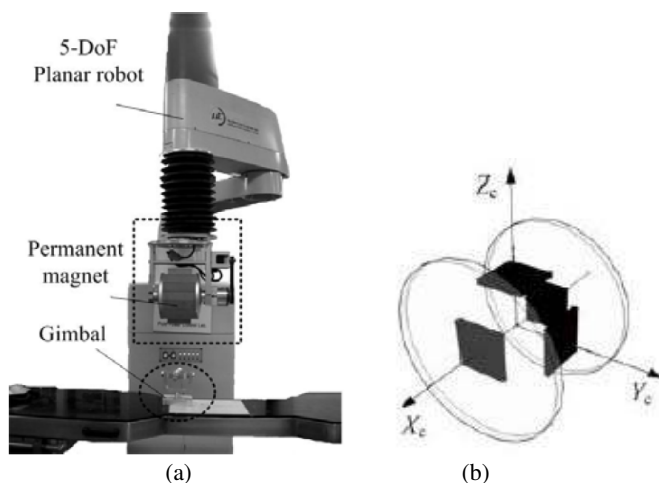 5-DoF
Planar robot
Permanent
magnet
Gimbal
Z_c
Y_c
X_c
(a)
(b)